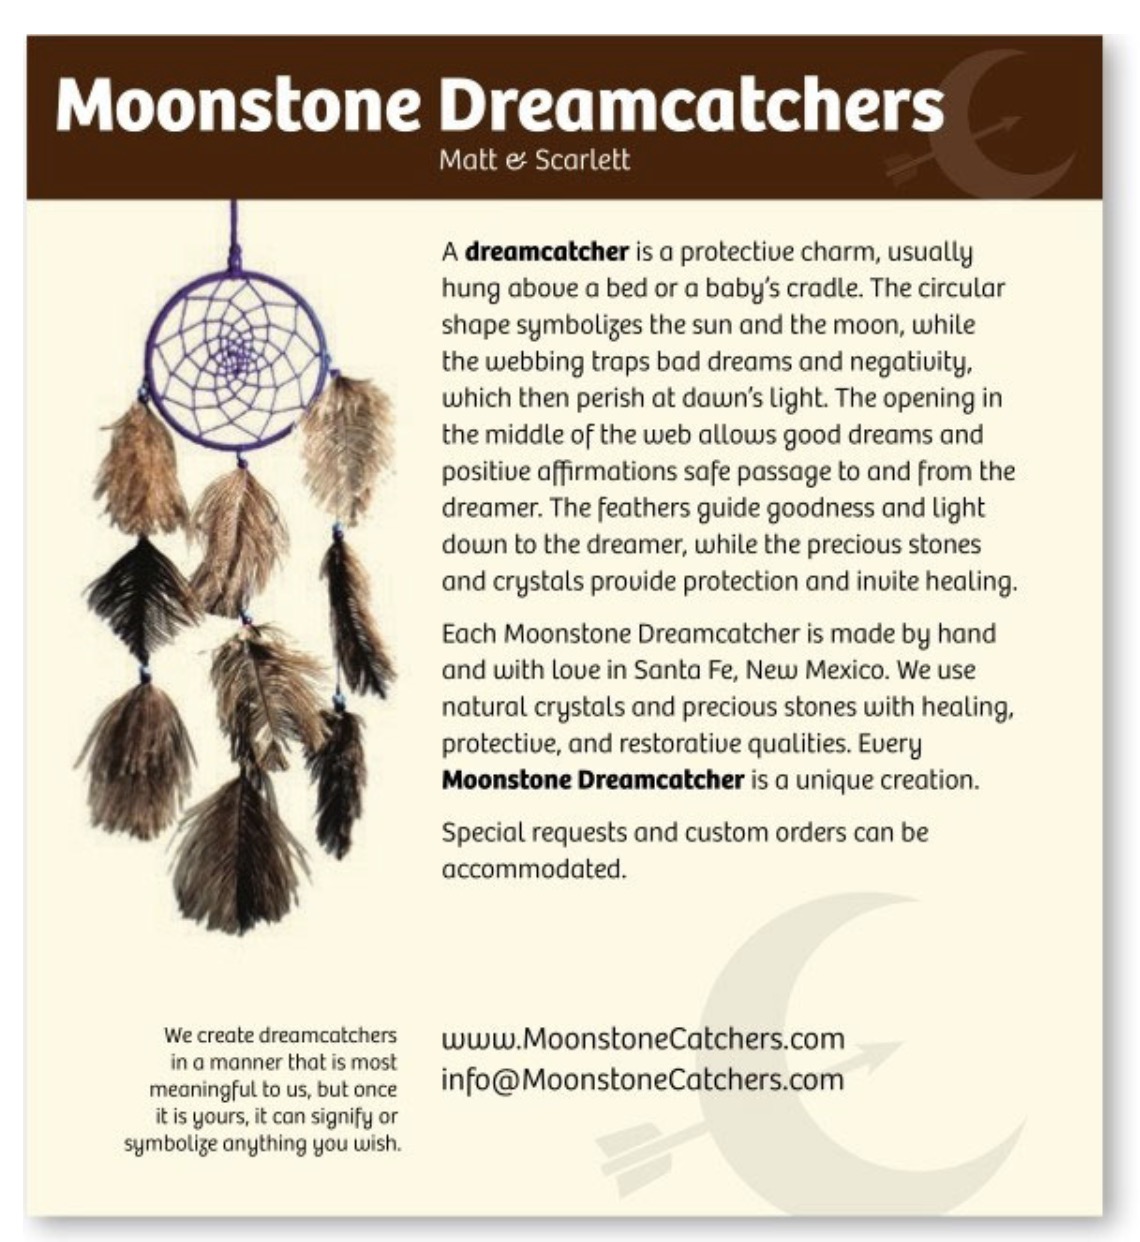 Moonstone Dreamcatchers
Matt & Scarlett
A dreamcatcher is a protective charm, usually
hung above a bed or a baby's cradle. The circular
shape symbolizes the sun and the moon, while
the webbing traps bad dreams and negativity,
which then perish at dawn's light. The opening in
the middle of the web allows good dreams and
positive affirmations safe passage to and from the
dreamer. The feathers guide goodness and light
down to the dreamer, while the precious stones
and crystals provide protection and invite healing.
Each Moonstone Dreamcatcher is made by hand
and with love in Santa Fe, New Mexico. We use
natural crystals and precious stones with healing,
protective, and restorative qualities. Every
Moonstone Dreamcatcher is a unique creation.
Special requests and custom orders can be
accommodated.
We create dreamcatchers
in a manner that is most
meaningful to us, but once
it is yours, it can signify or
symbolize anything you wish.
www.MoonstoneCatchers.com
info@MoonstoneCatchers.com